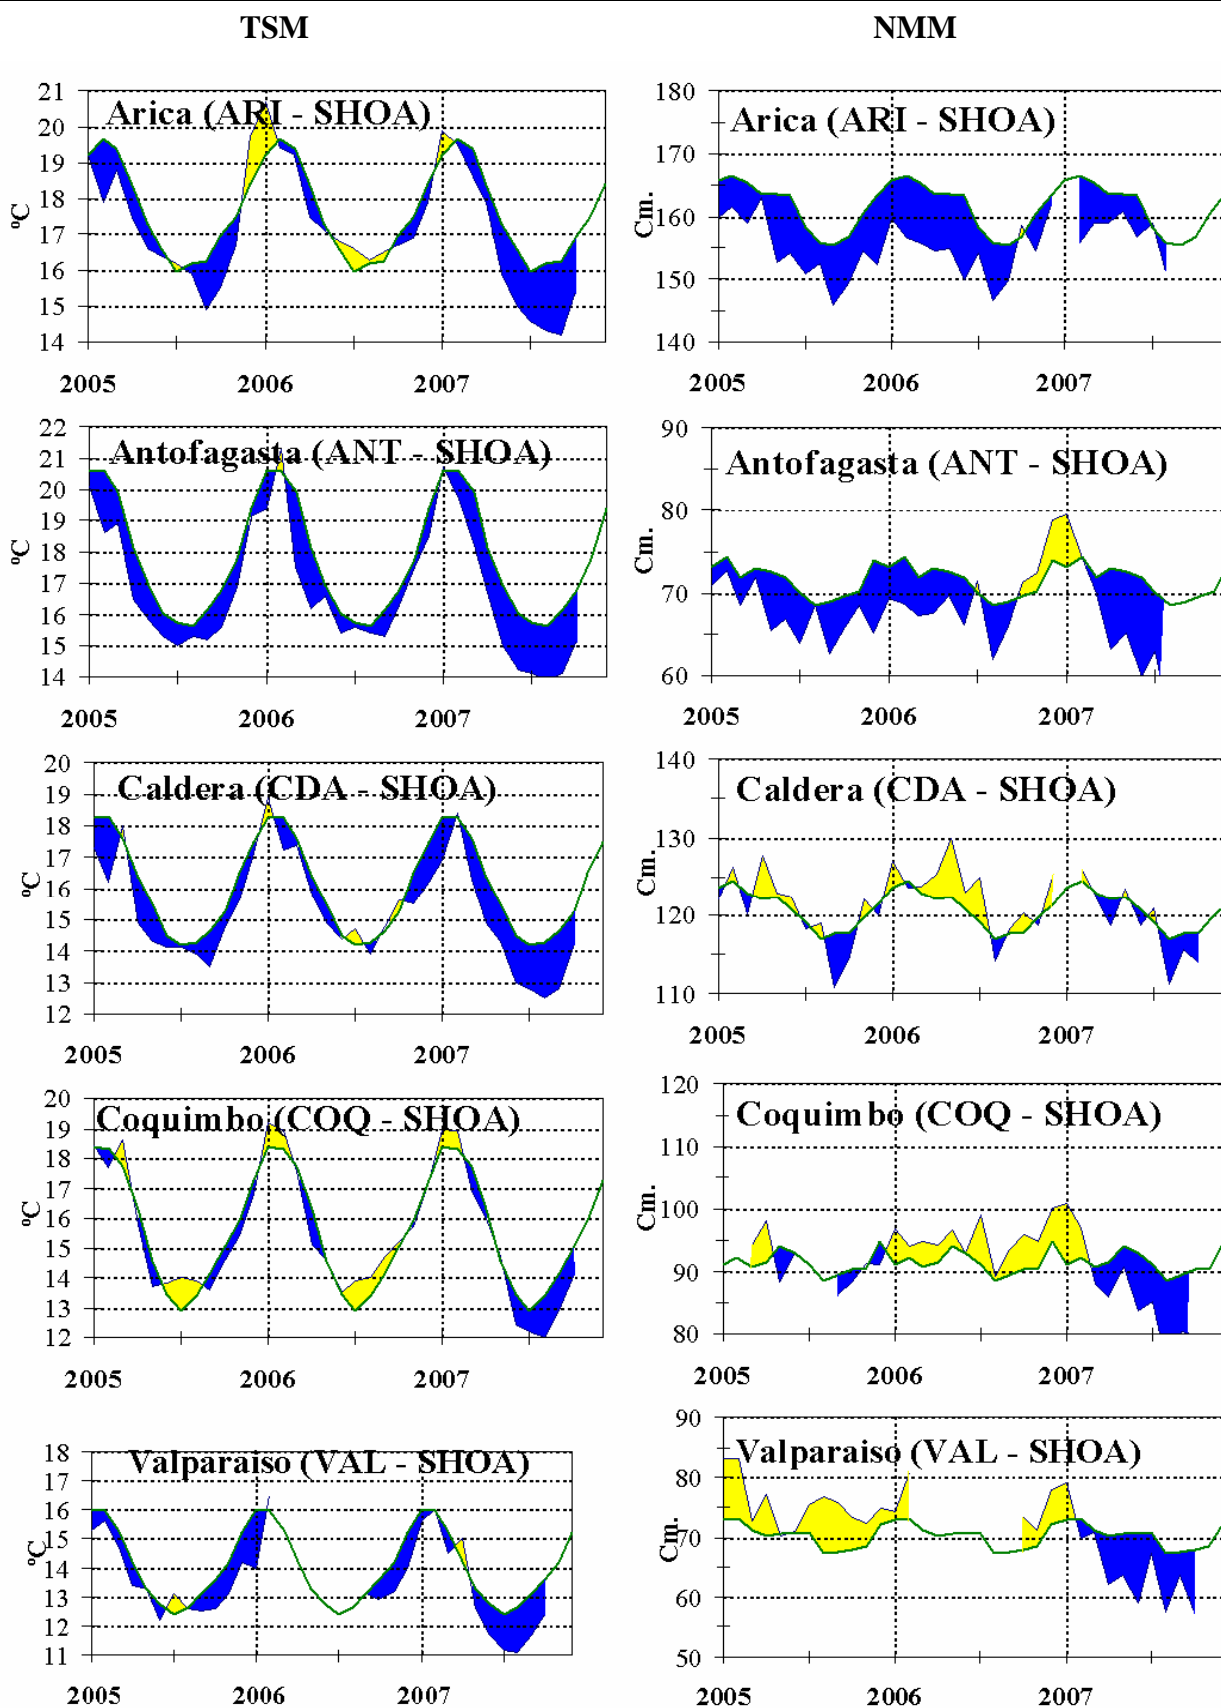 TSM NMM
Arica (ARI - SHOA)
21
20
19
18
17
16
15
14
ºC
2005 2006 2007
Arica (ARI - SHOA)
180
170
160
150
140
Cm.
2005 2006 2007
Antofagasta (ANT - SHOA)
22
21
20
19
18
17
16
15
14
ºC
2005 2006 2007
Antofagasta (ANT - SHOA)
90
80
70
60
Cm.
2005 2006 2007
Caldera (CDA - SHOA)
20
19
18
17
16
15
14
13
12
ºC
2005 2006 2007
Caldera (CDA - SHOA)
140
130
120
110
Cm.
2005 2006 2007
Coquimbo (COQ - SHOA)
20
19
18
17
16
15
14
13
12
ºC
2005 2006 2007
Coquimbo (COQ - SHOA)
120
110
100
90
80
Cm.
2005 2006 2007
Valparaiso (VAL - SHOA)
18
17
16
15
14
13
12
11
ºC
2005 2006 2007
Valparaiso (VAL - SHOA)
90
80
70
60
50
Cm.
2005 2006 2007